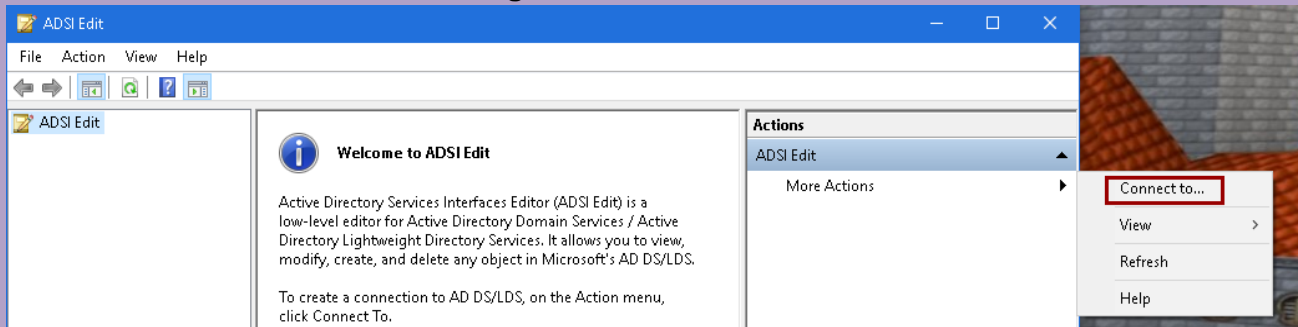 ADSI Edit
File Action View Help
ADSI Edit
Welcome to ADSI Edit
Active Directory Services Interfaces Editor (ADSI Edit) is a
low-level editor for Active Directory Domain Services / Active
Directory Lightweight Directory Services. It allows you to view,
modify, create, and delete any object in Microsoft's AD DS/LDS.
To create a connection to AD DS/LDS, on the Action menu,
click Connect To.
Actions
ADSI Edit
More Actions
Connect to...
View
Refresh
Help